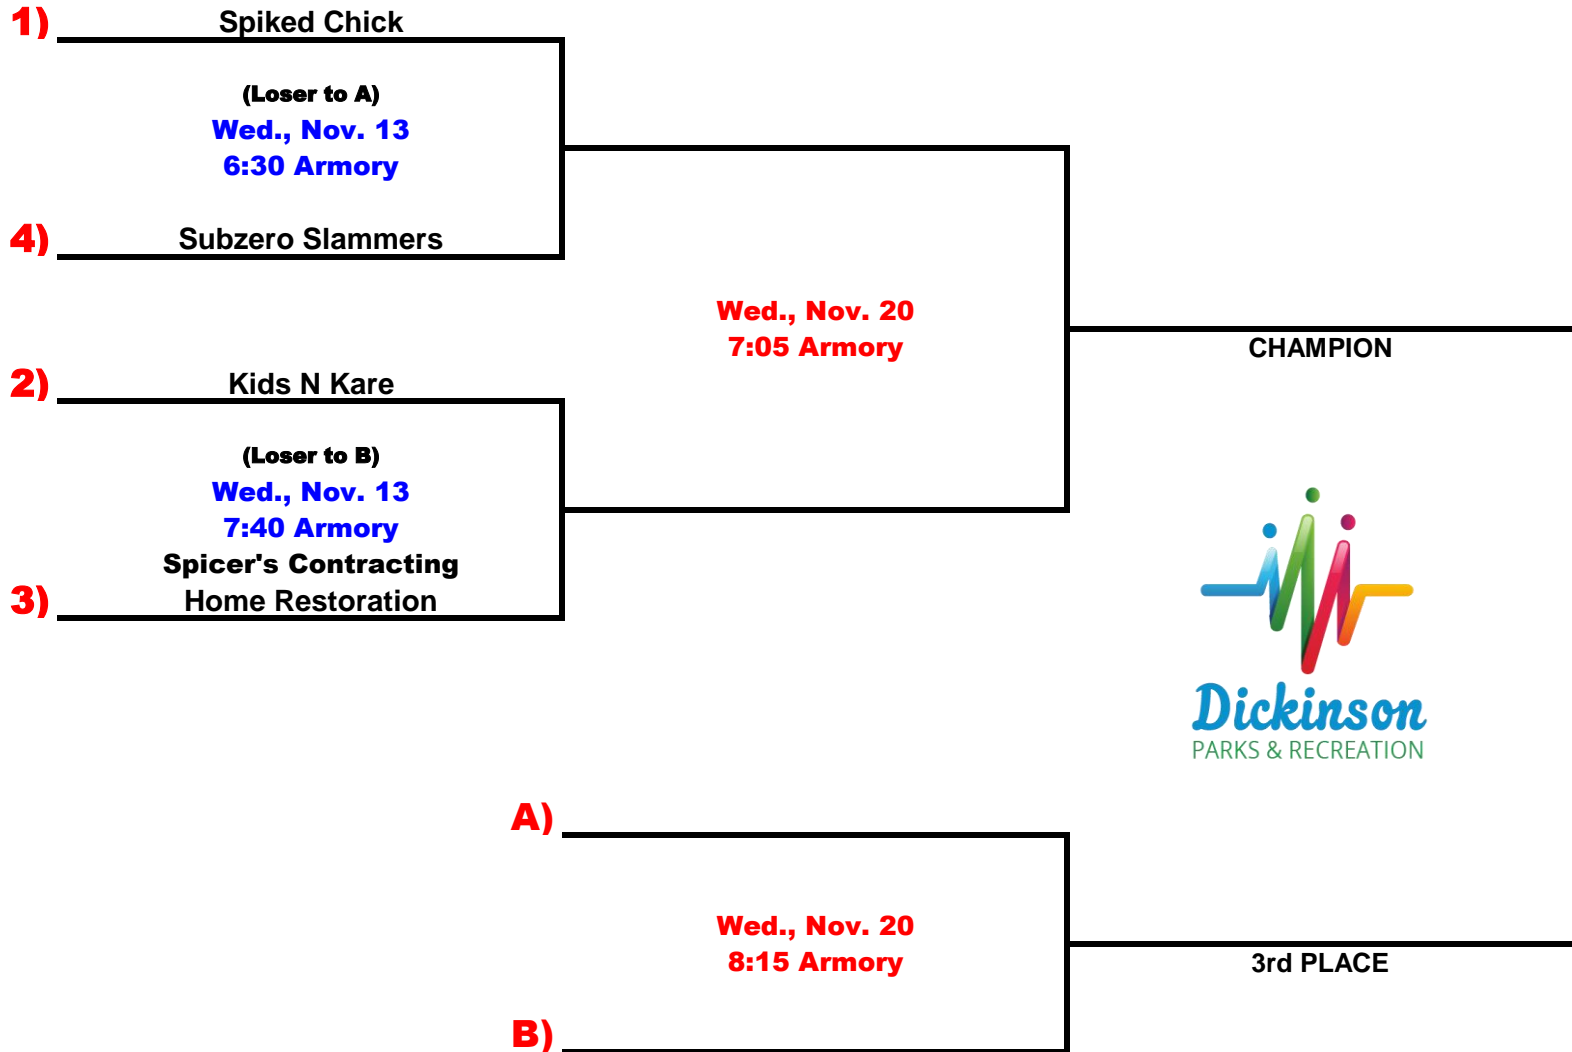 1) Spiked Chick
(Loser to A)
Wed., Nov. 13
6:30 Armory
4) Subzero Slammers
Wed., Nov. 20
7:05 Armory
CHAMPION
2) Kids N Kare
(Loser to B)
Wed., Nov. 13
7:40 Armory
Spicer's Contracting
3) Home Restoration
Dickinson
PARKS & RECREATION
A)
Wed., Nov. 20
8:15 Armory
3rd PLACE
B)